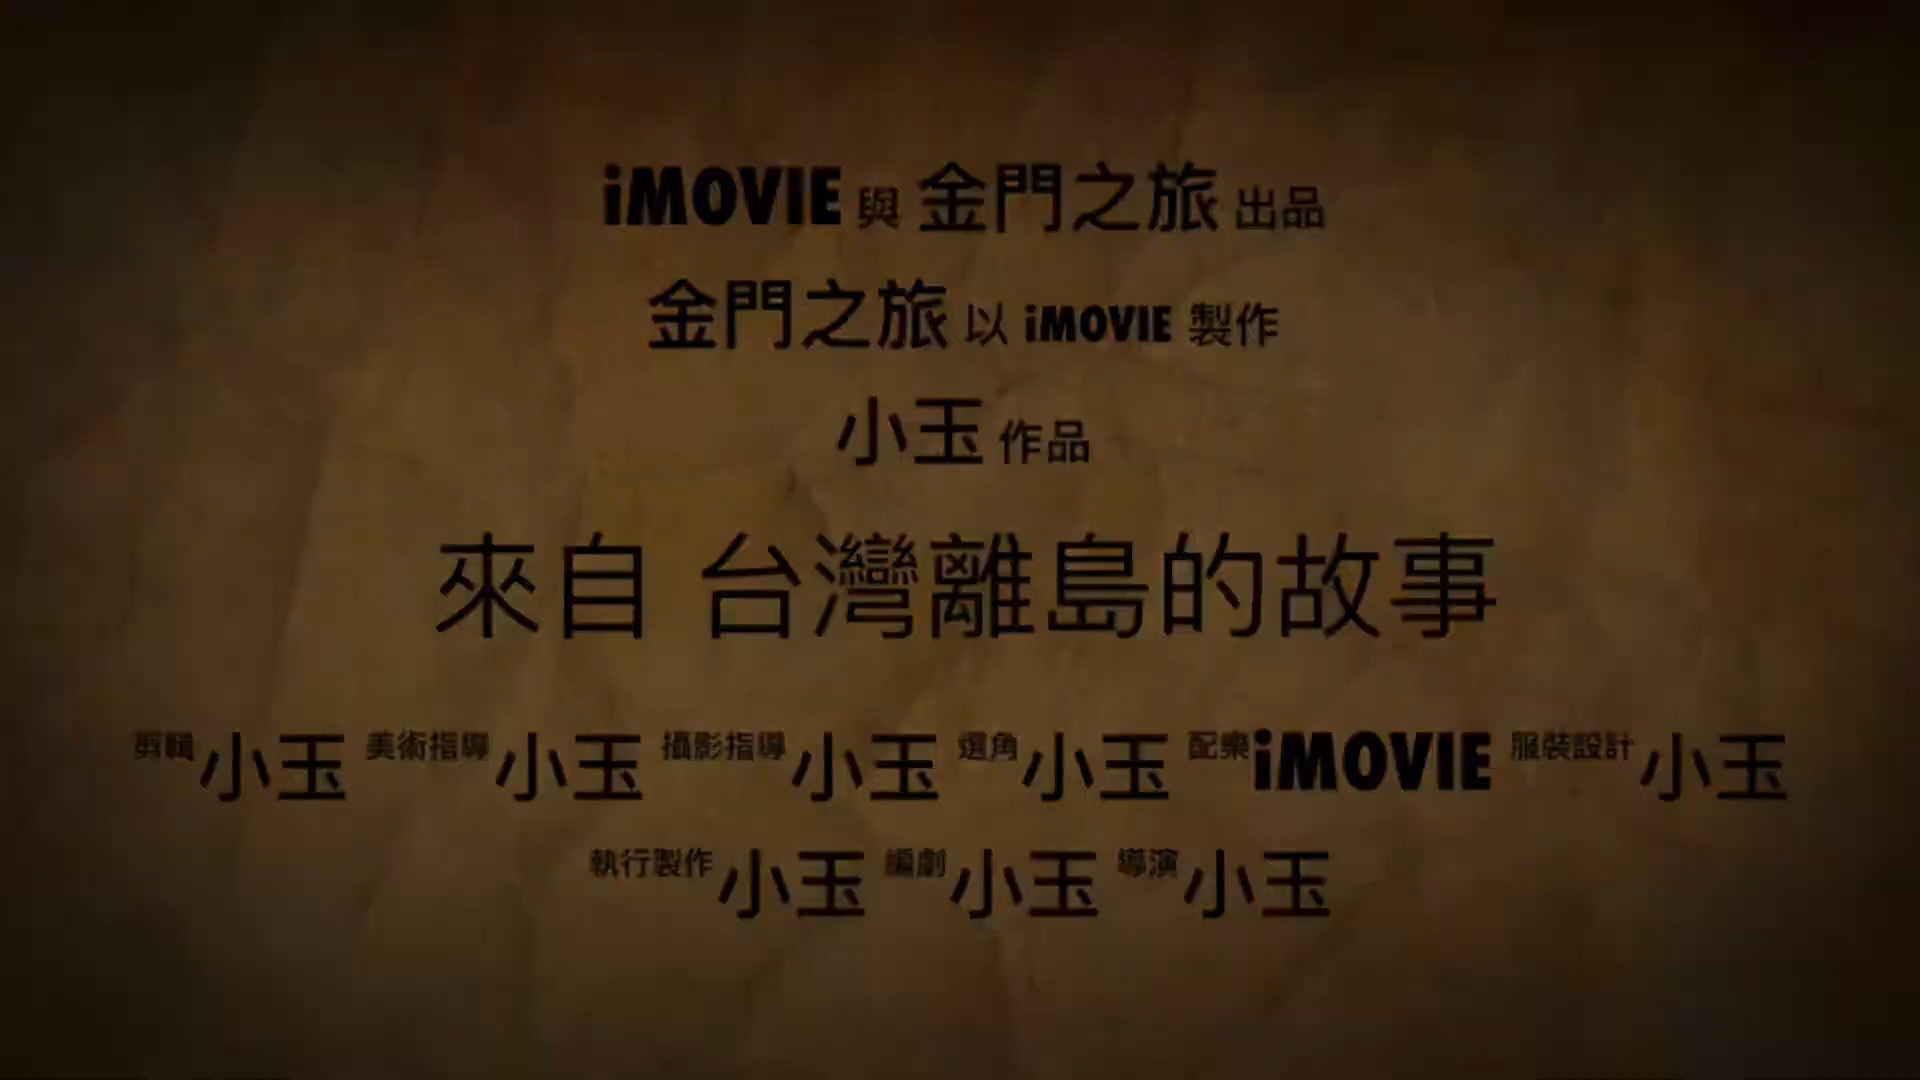 iMOVIE 與 金門之旅 出品
金門之旅 以 iMOVIE 製作
小玉 作品
來自 台灣離島的故事
剪輯 小玉 美術指導 小玉 攝影指導 小玉 選角 小玉 配樂 iMOVIE 服裝設計 小玉
執行製作 小玉 編劇 小玉 導演 小玉